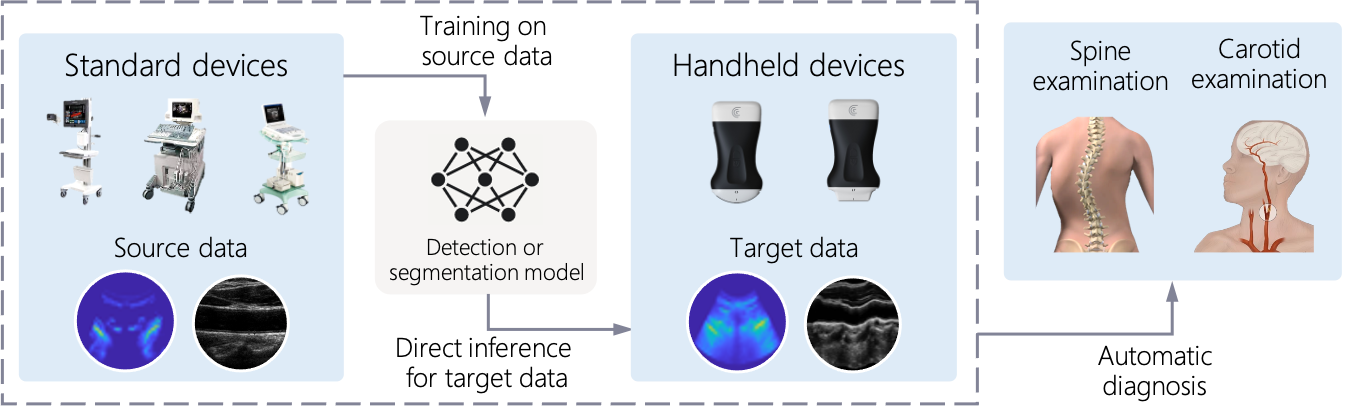 Training on
source data
Standard devices
Source data
Detection or
segmentation model
Direct inference
for target data
Handheld devices
Target data
Spine
examination
Carotid
examination
Automatic
diagnosis